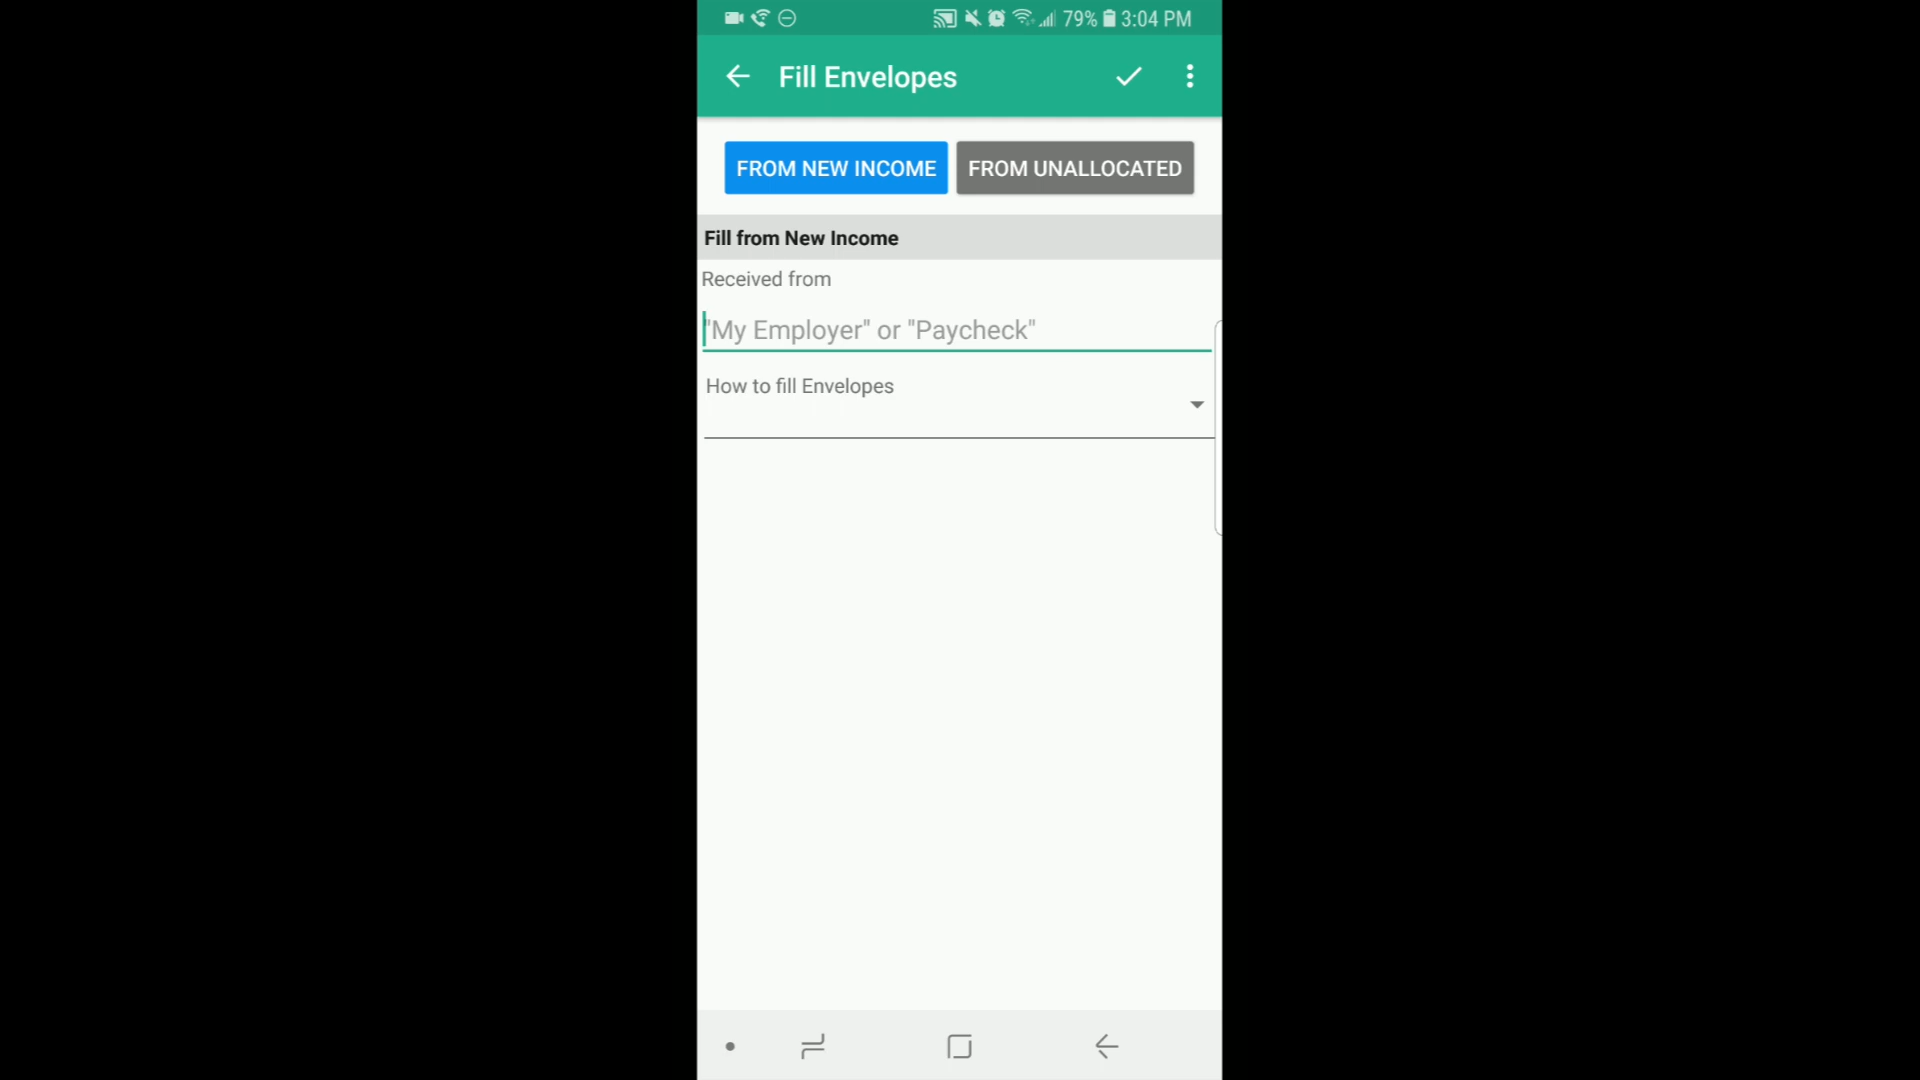 79% 3:04 PM
Fill Envelopes
FROM NEW INCOME FROM UNALLOCATED
Fill from New Income
Received from
"My Employer" or "Paycheck"
How to fill Envelopes